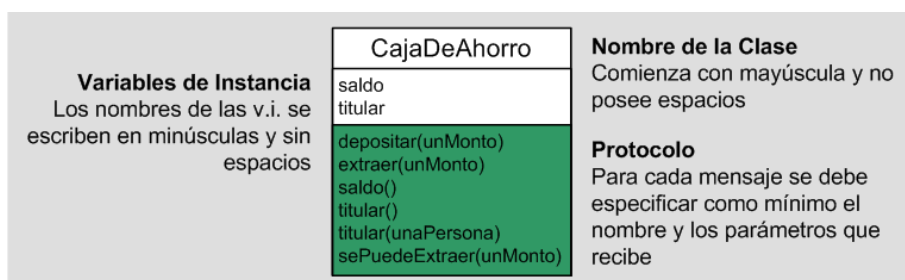 Variables de Instancia
Los nombres de las v.i. se
escriben en minúsculas y sin
espacios
CajaDeAhorro
saldo
titular
depositar(unMonto)
extraer(unMonto)
saldo()
titular()
titular(unaPersona)
sePuedeExtraer(unMonto)
Nombre de la Clase
Comienza con mayúscula y no
posee espacios
Protocolo
Para cada mensaje se debe
especificar como mínimo el
nombre y los parámetros que
recibe